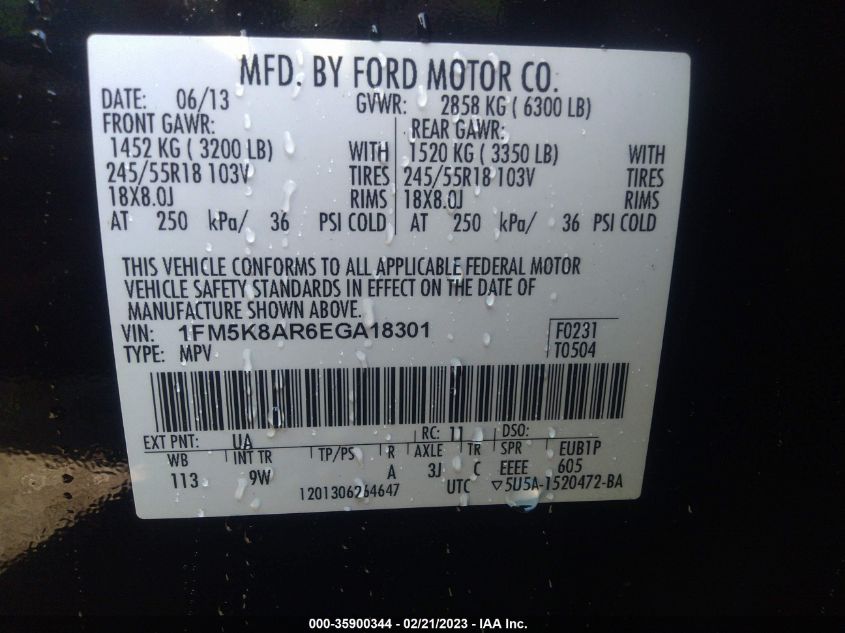 MFD. BY FORD MOTOR CO.
DATE: 06/13 GVWR: 2858 KG ( 6300 LB)
FRONT GAWR: REAR GAWR:
1452 KG ( 3200 LB) WITH 1520 KG ( 3350 LB) WITH
245/55R18 103V TIRES 245/55R18 103V TIRES
18X8.0J RIMS 18X8.0J RIMS
AT 250 kPa/ 36 PSI COLD AT 250 kPa/ 36 PSI COLD
THIS VEHICLE CONFORMS TO ALL APPLICABLE FEDERAL MOTOR
VEHICLE SAFETY STANDARDS IN EFFECT ON THE DATE OF
MANUFACTURE SHOWN ABOVE.
VIN: 1FM5K8AR6EGA18301 F0231
TYPE: MPV T0504
EXT PNT: UA RC: 11 DSO:
WB INT TR TP/PS R AXLE TR SPR EUB1P
113 9W A 3J C EEEE 605
1201306264647 UTC ▽5U5A-1520472-BA
000-35900344 — 02/21/2023 — IAA Inc.